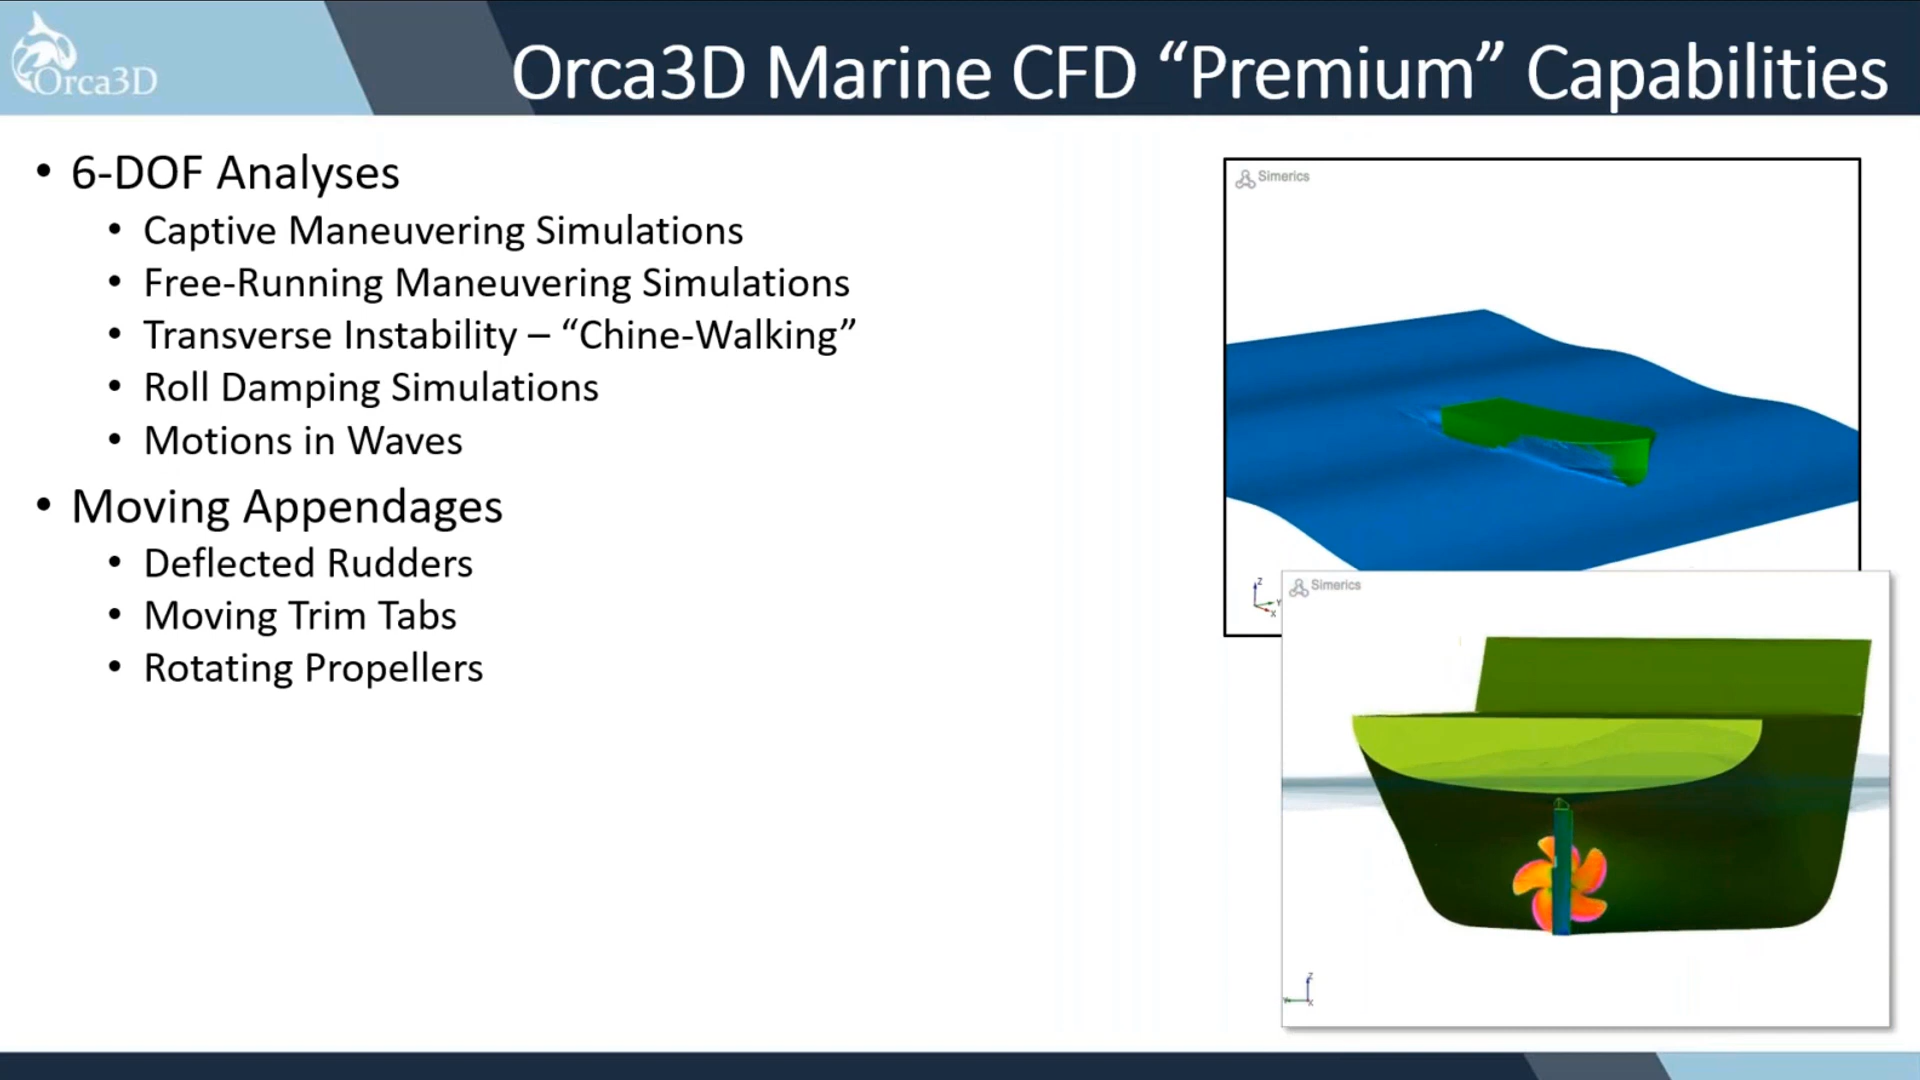 Orca3D
Orca3D Marine CFD “Premium” Capabilities
• 6-DOF Analyses
• Captive Maneuvering Simulations
• Free-Running Maneuvering Simulations
• Transverse Instability – “Chine-Walking”
• Roll Damping Simulations
• Motions in Waves
• Moving Appendages
• Deflected Rudders
• Moving Trim Tabs
• Rotating Propellers
Simerics
Z
Y
X
Simerics
Z
Y
X